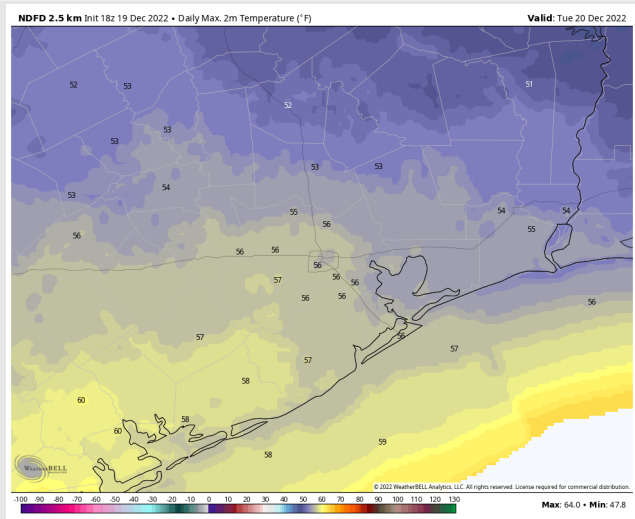 NDFD 2.5 km Init 18z 19 Dec 2022 • Daily Max. 2m Temperature (°F)
Valid: Tue 20 Dec 2022
52 53 52 51
53 53
53 53
53 54
54 54
55 56 55
56
56 56
56
57 56 56
56 56 56
57 56
57 57
58
60
58
60 59
58
WeatherBELL
© 2022 WeatherBELL Analytics, LLC. All rights reserved. License required for commercial distribution.
-100 -90 -80 -70 -60 -50 -40 -30 -20 -10 0 10 20 30 40 50 60 70 80 90 100 110 120 130
Max: 64.0 • Min: 47.8